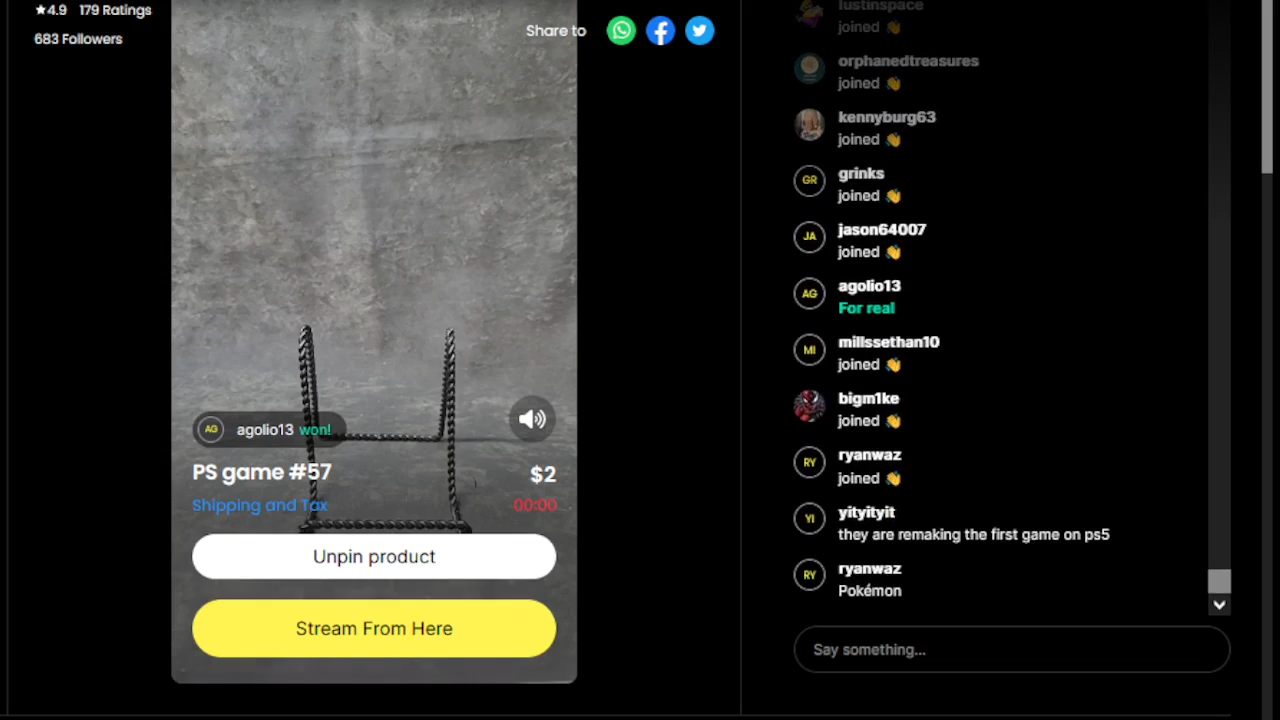 ★4.9 179 Ratings
683 Followers
Share to
AG agolio13 won!
PS game #57
$2
Shipping and Tax
00:00
Unpin product
Stream From Here
lustinspace
joined 👏
orphanedtreasures
joined 👏
kennyburg63
joined 👏
GR grinks
joined 👏
JA jason64007
joined 👏
AG agolio13
For real
MI millssethan10
joined 👏
bigm1ke
joined 👏
RY ryanwaz
joined 👏
YI yityityit
they are remaking the first game on ps5
RY ryanwaz
Pokémon
Say something...